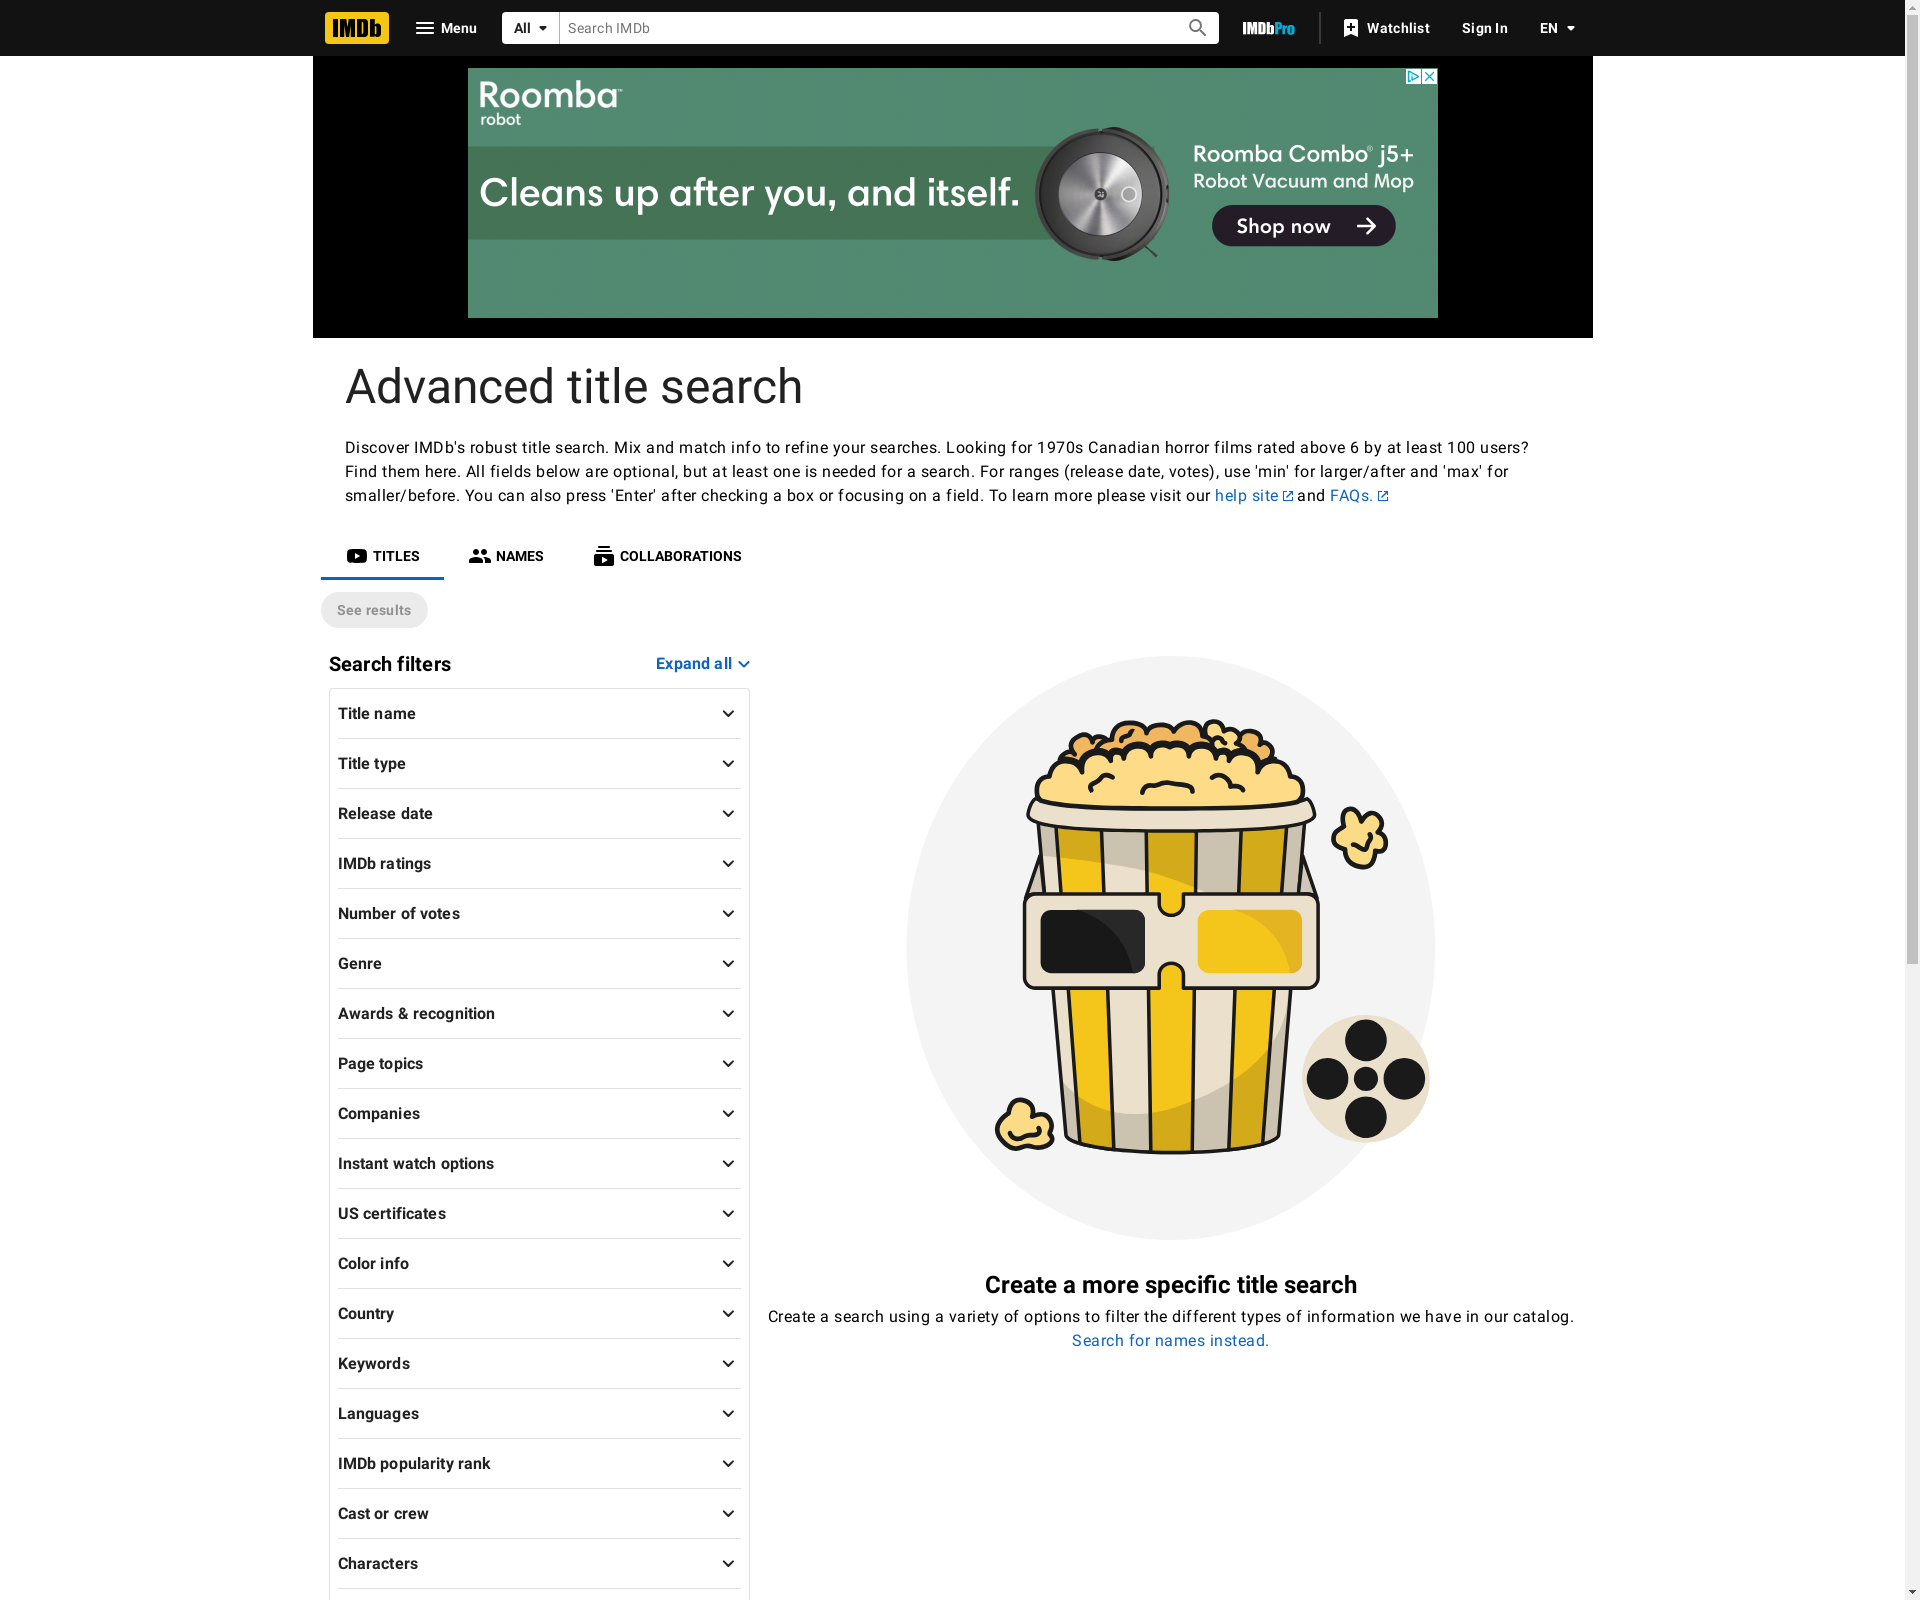 IMDb Menu All Search IMDb IMDbPro Watchlist Sign In EN
Roomba™
robot
Cleans up after you, and itself.
Roomba Combo® j5+
Robot Vacuum and Mop
Shop now
Advanced title search
Discover IMDb's robust title search. Mix and match info to refine your searches. Looking for 1970s Canadian horror films rated above 6 by at least 100 users?
Find them here. All fields below are optional, but at least one is needed for a search. For ranges (release date, votes), use 'min' for larger/after and 'max' for
smaller/before. You can also press 'Enter' after checking a box or focusing on a field. To learn more please visit our help site and FAQs.
TITLES NAMES COLLABORATIONS
See results
Search filters Expand all
Title name
Title type
Release date
IMDb ratings
Number of votes
Genre
Awards & recognition
Page topics
Companies
Instant watch options
US certificates
Color info
Country
Keywords
Languages
IMDb popularity rank
Cast or crew
Characters
Create a more specific title search
Create a search using a variety of options to filter the different types of information we have in our catalog.
Search for names instead.